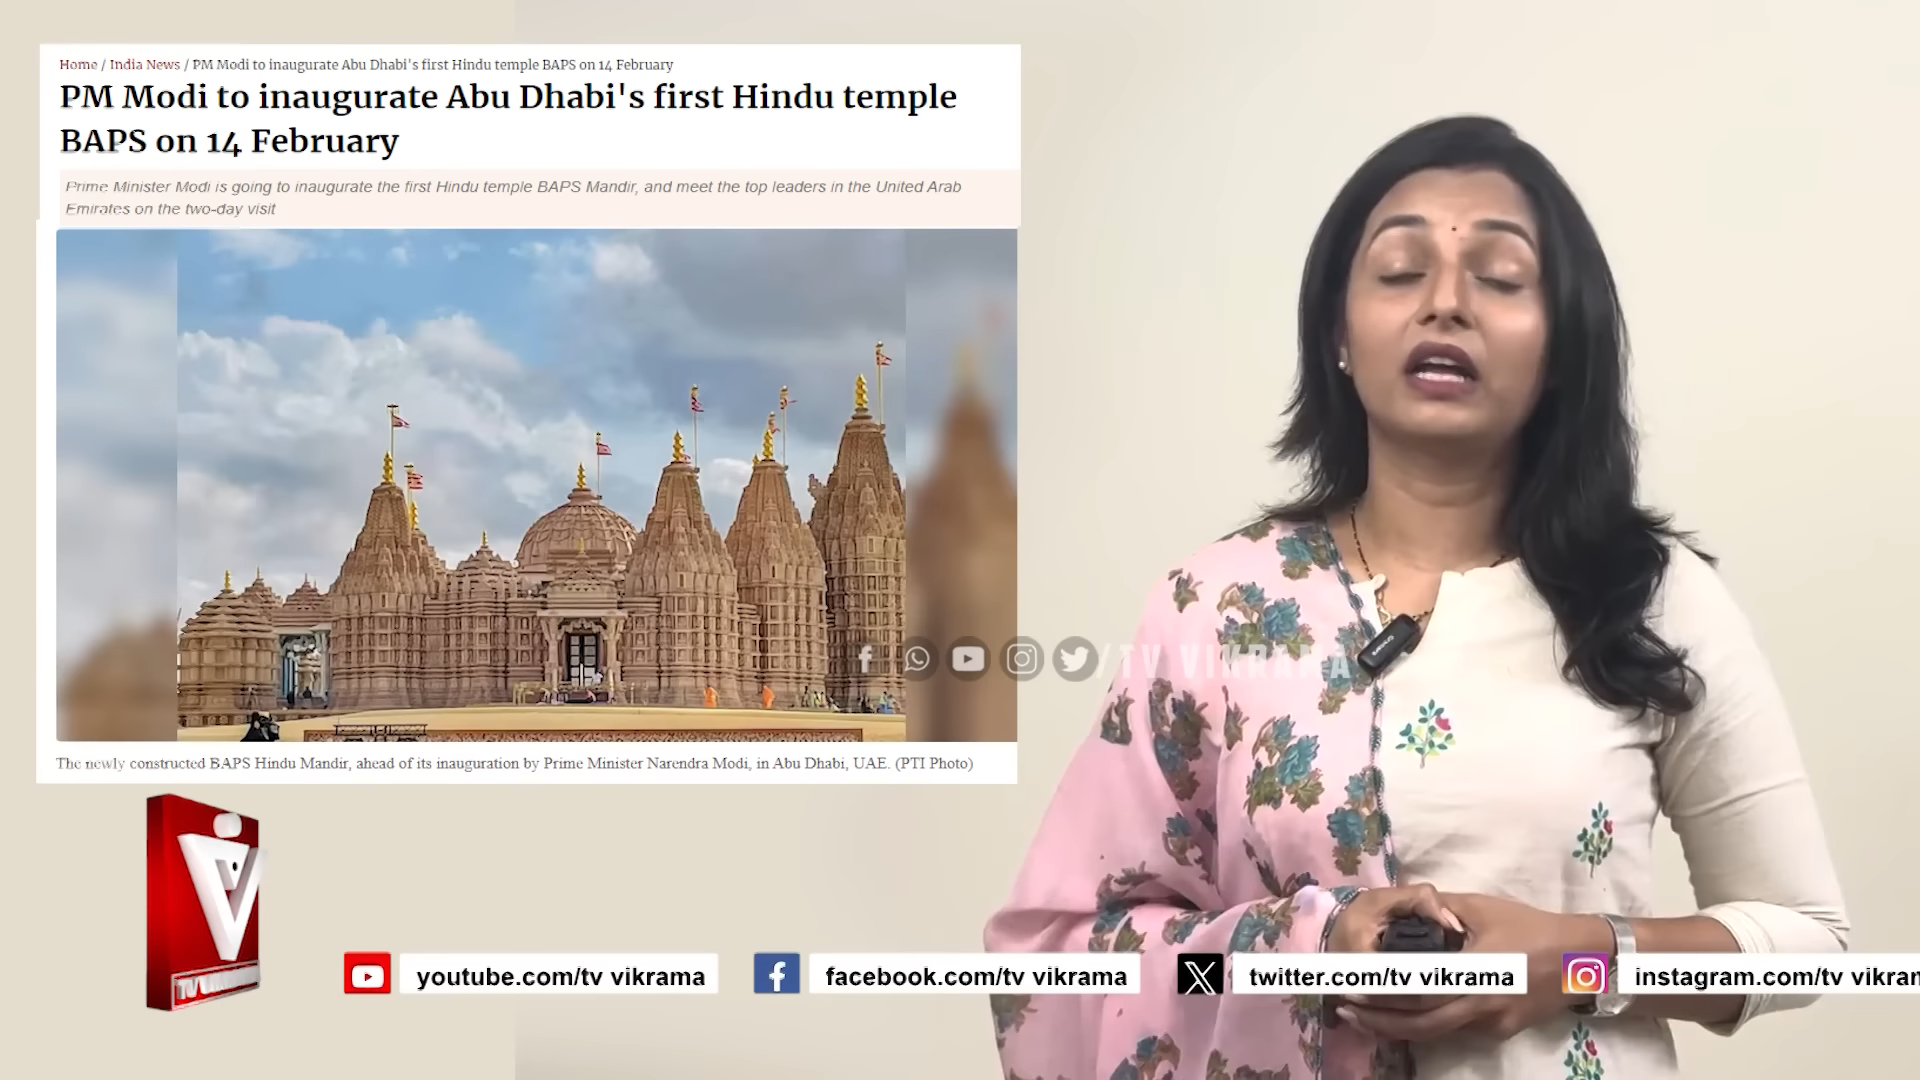 Home / India News / PM Modi to inaugurate Abu Dhabi's first Hindu temple BAPS on 14 February
PM Modi to inaugurate Abu Dhabi's first Hindu temple
BAPS on 14 February
Prime Minister Modi is going to inaugurate the first Hindu temple BAPS Mandir, and meet the top leaders in the United Arab
Emirates on the two-day visit
/TV VIKRAMA
The newly constructed BAPS Hindu Mandir, ahead of its inauguration by Prime Minister Narendra Modi, in Abu Dhabi, UAE. (PTI Photo)
TV VIKRAMA
youtube.com/tv vikrama
facebook.com/tv vikrama
twitter.com/tv vikrama
instagram.com/tv vikram